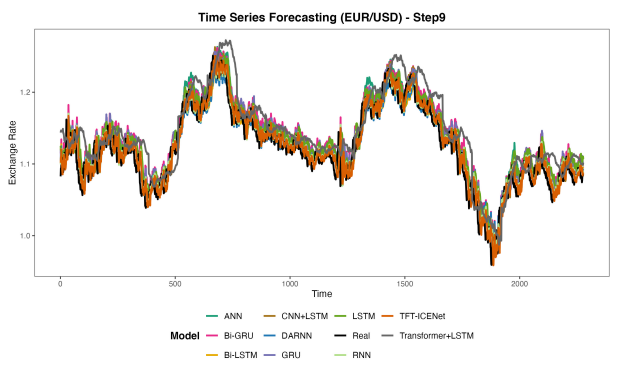 Time Series Forecasting (EUR/USD) - Step9
Exchange Rate
1.2
1.1
1.0
0 500 1000 1500 2000
Time
Model
ANN CNN+LSTM LSTM TFT-ICENet
Bi-GRU DARNN Real Transformer+LSTM
Bi-LSTM GRU RNN